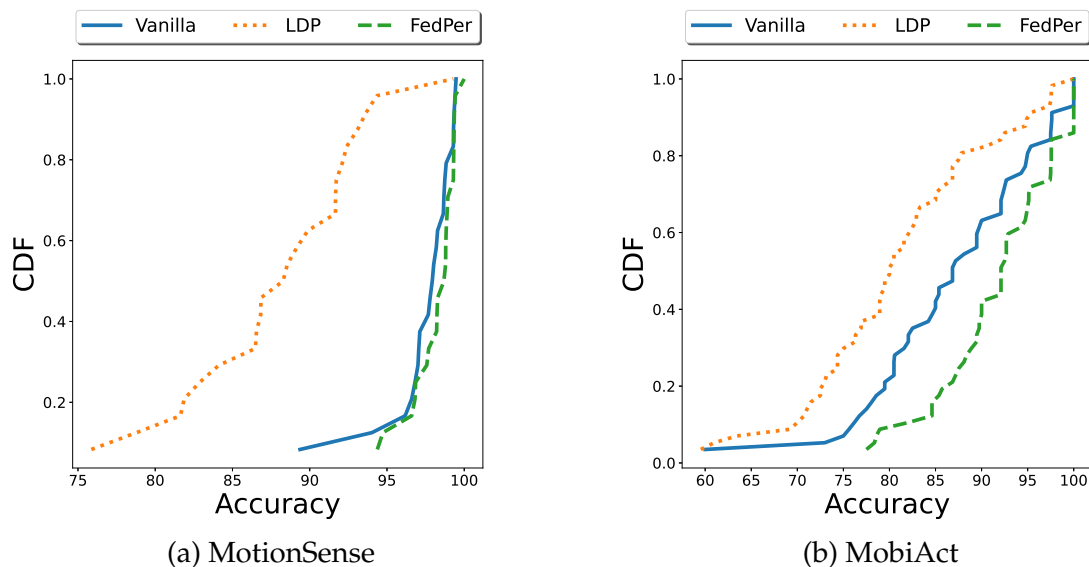 Vanilla LDP FedPer
1.0
0.8
0.6
0.4
0.2
CDF
75 80 85 90 95 100
Accuracy
(a) MotionSense
Vanilla LDP FedPer
1.0
0.8
0.6
0.4
0.2
0.0
CDF
60 65 70 75 80 85 90 95 100
Accuracy
(b) MobiAct